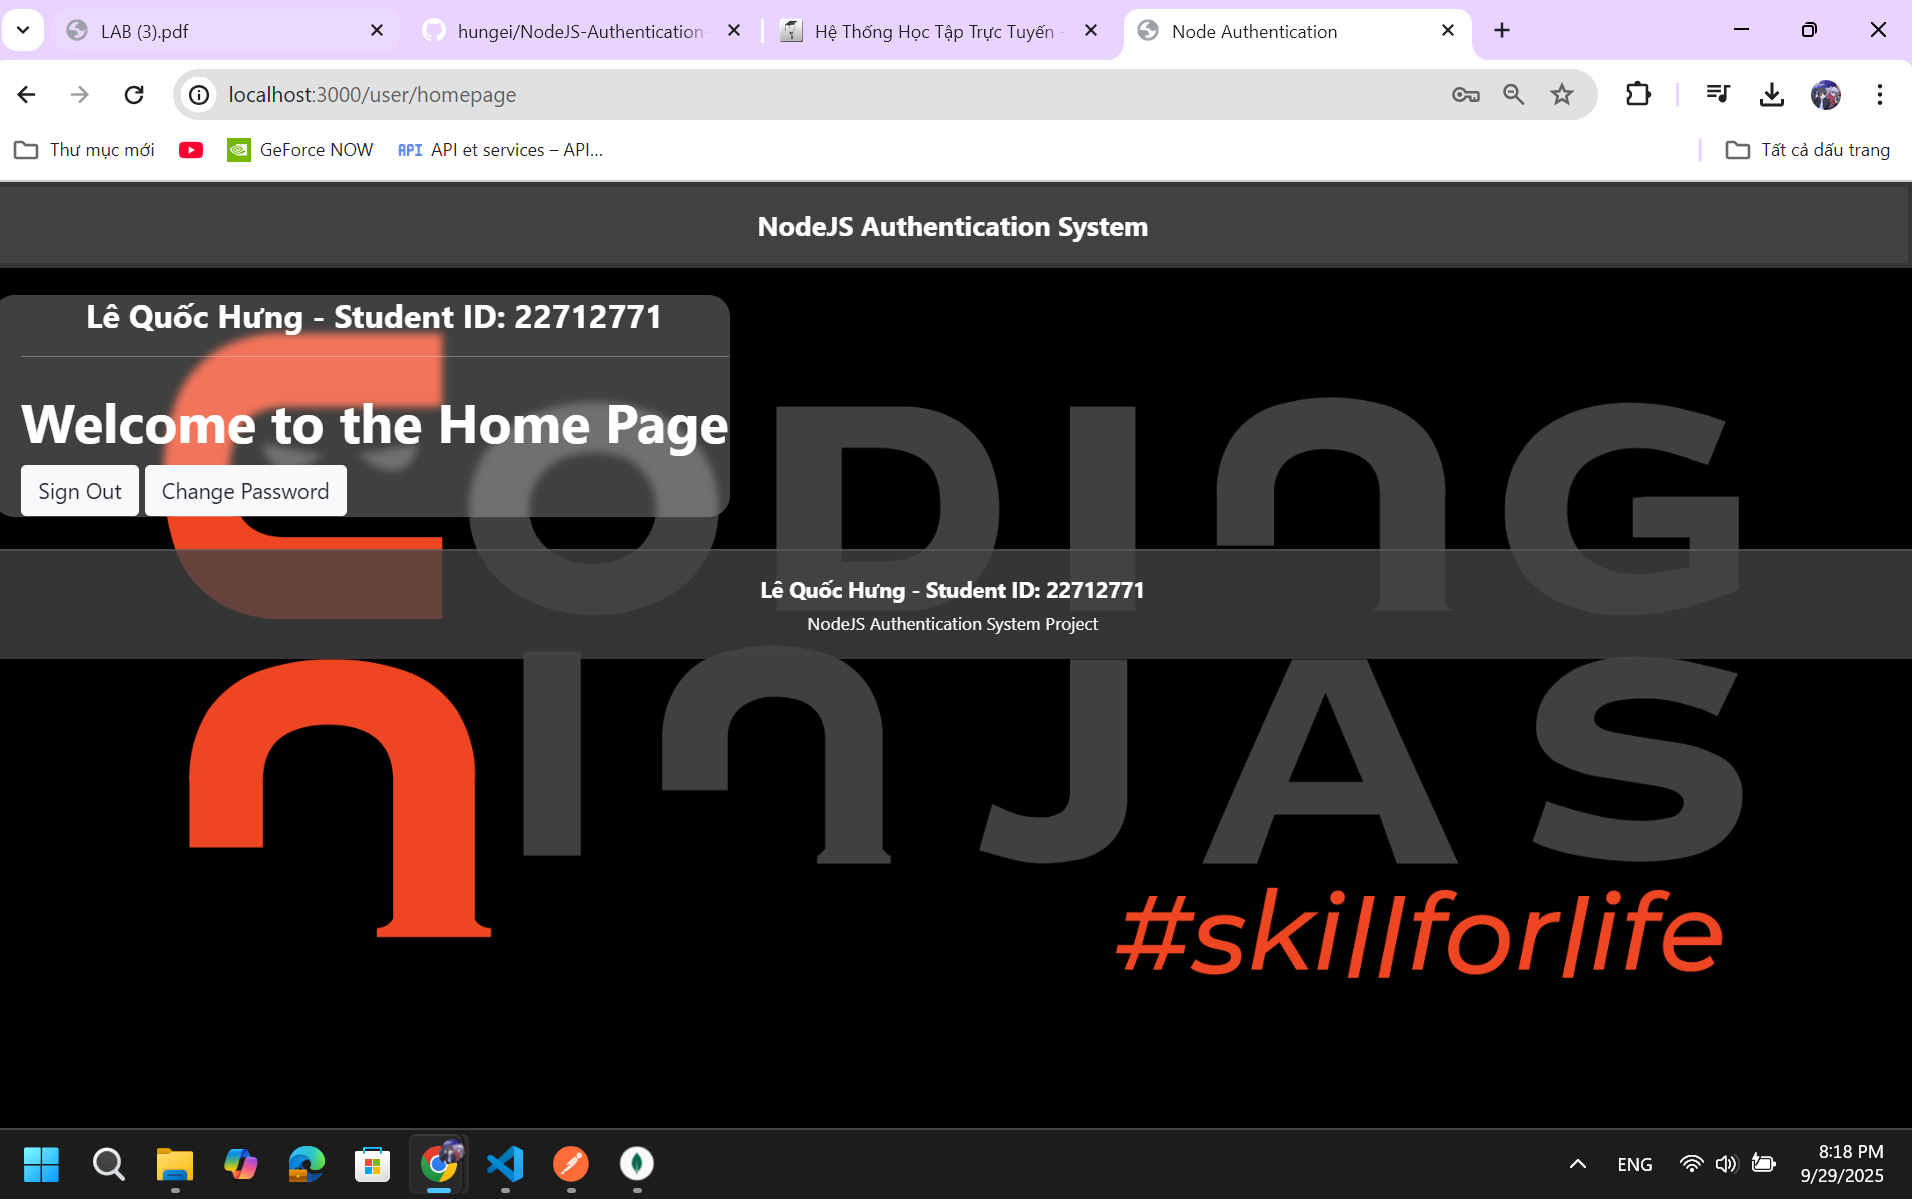 LAB (3).pdf
hungei/NodeJS-Authentication-
Hệ Thống Học Tập Trực Tuyến -
Node Authentication
localhost:3000/user/homepage
Thư mục mới
GeForce NOW
API API et services – API...
Tất cả dấu trang
NodeJS Authentication System
Lê Quốc Hưng - Student ID: 22712771
Welcome to the Home Page
Sign Out
Change Password
CODING
Lê Quốc Hưng - Student ID: 22712771
NodeJS Authentication System Project
NINJAS
#skillforlife
ENG
8:18 PM
9/29/2025